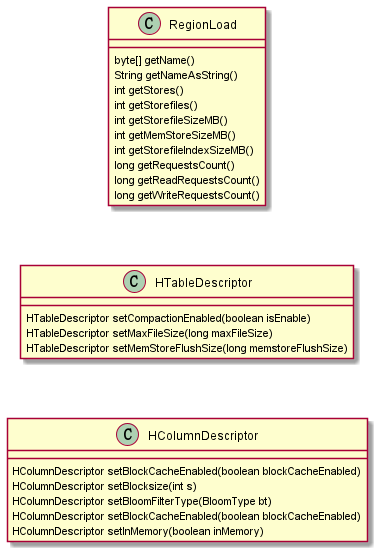 C RegionLoad
byte[] getName()
String getNameAsString()
int getStores()
int getStorefiles()
int getStorefileSizeMB()
int getMemStoreSizeMB()
int getStorefileIndexSizeMB()
long getRequestsCount()
long getReadRequestsCount()
long getWriteRequestsCount()
C HTableDescriptor
HTableDescriptor setCompactionEnabled(boolean isEnable)
HTableDescriptor setMaxFileSize(long maxFileSize)
HTableDescriptor setMemStoreFlushSize(long memstoreFlushSize)
C HColumnDescriptor
HColumnDescriptor setBlockCacheEnabled(boolean blockCacheEnabled)
HColumnDescriptor setBlocksize(int s)
HColumnDescriptor setBloomFilterType(BloomType bt)
HColumnDescriptor setBlockCacheEnabled(boolean blockCacheEnabled)
HColumnDescriptor setInMemory(boolean inMemory)